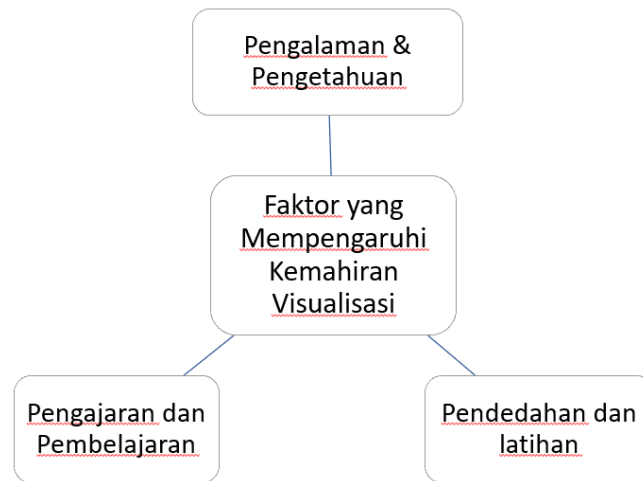 Pengalaman &
Pengetahuan
Faktor yang
Mempengaruhi
Kemahiran
Visualisasi
Pengajaran dan
Pembelajaran
Pendedahan dan
latihan